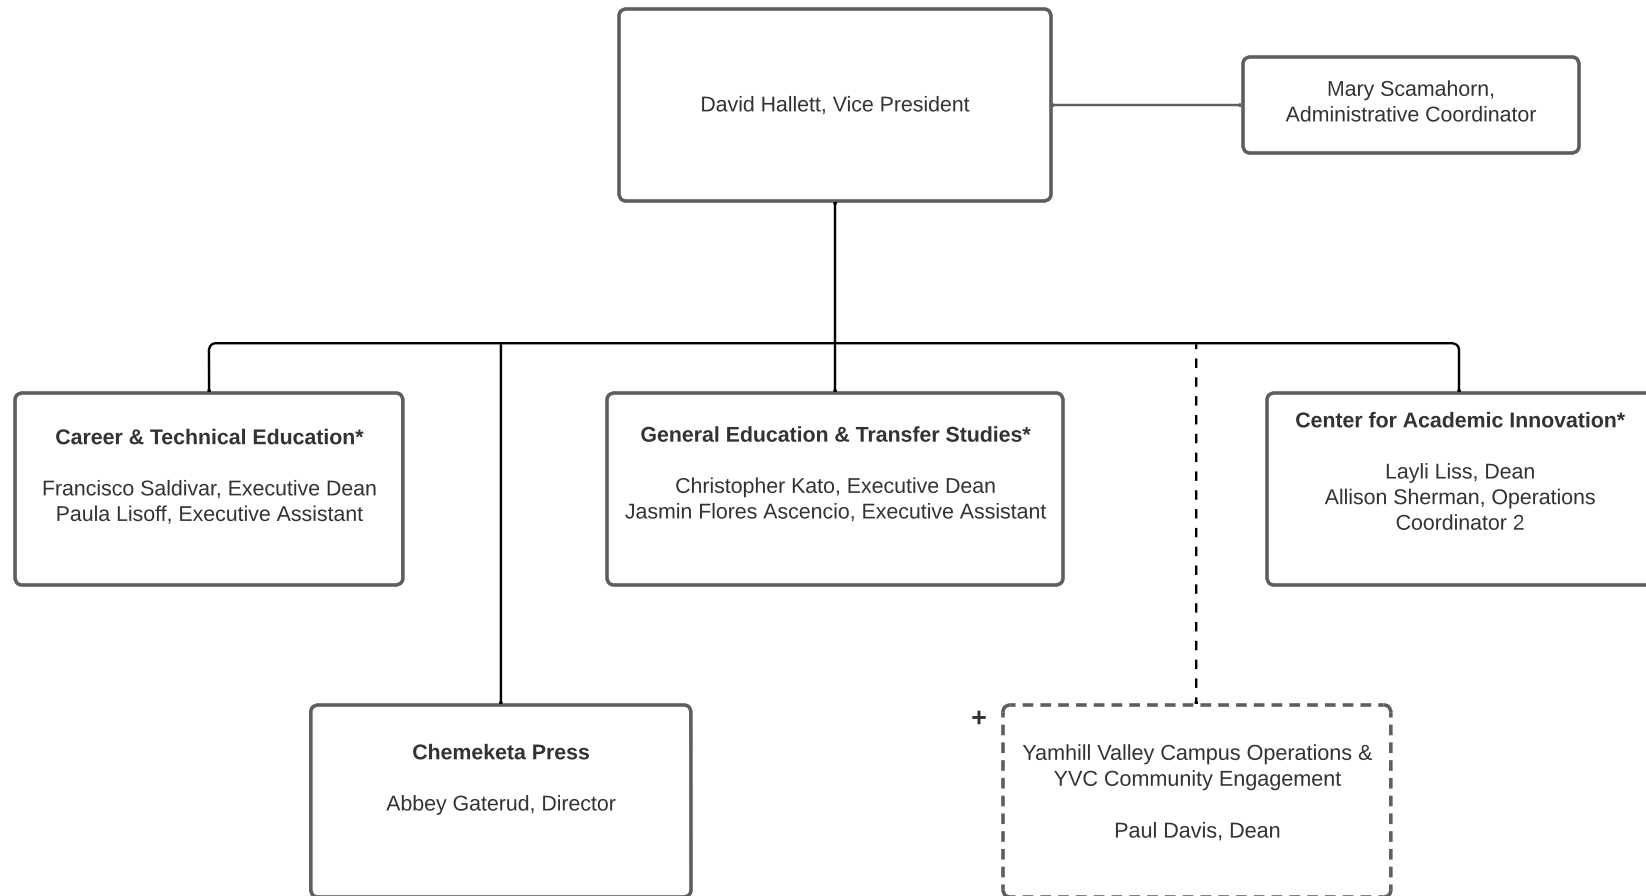 David Hallett, Vice President
Mary Scamahorn,
Administrative Coordinator
Career & Technical Education*
Francisco Saldivar, Executive Dean
Paula Lisoff, Executive Assistant
General Education & Transfer Studies*
Christopher Kato, Executive Dean
Jasmin Flores Ascencio, Executive Assistant
Center for Academic Innovation*
Layli Liss, Dean
Allison Sherman, Operations
Coordinator 2
Chemeketa Press
Abbey Gaterud, Director
+
Yamhill Valley Campus Operations &
YVC Community Engagement
Paul Davis, Dean